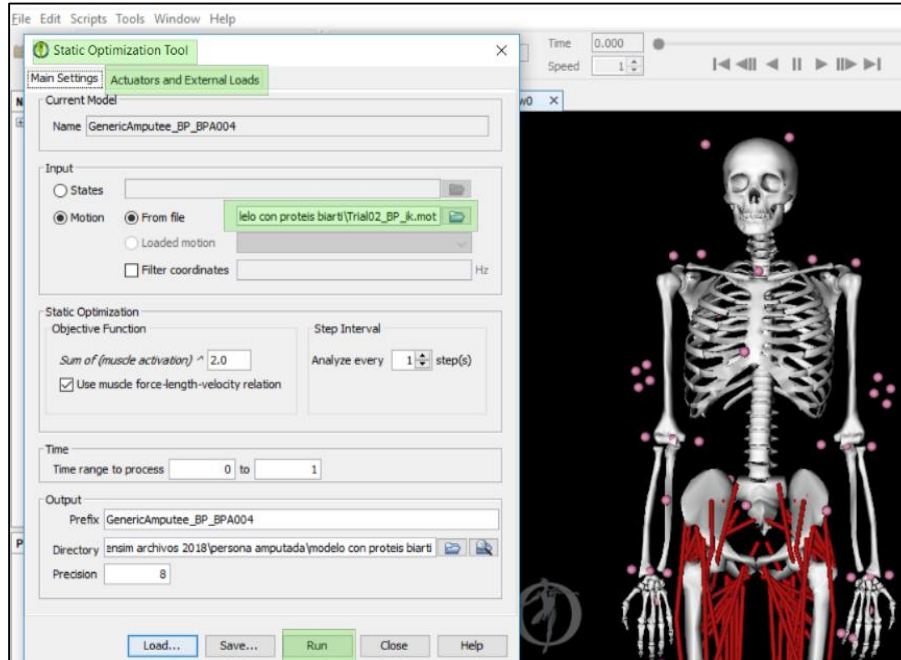 File Edit Scripts Tools Window Help
Static Optimization Tool
Time 0.000
Speed 1
Main Settings Actuators and External Loads
Current Model
Name GenericAmputee_BP_BPA004
Input
States
Motion From file lelo con proteis biarti\Trial02_BP_ik.mot
Loaded motion
Filter coordinates Hz
Static Optimization
Objective Function Step Interval
Sum of (muscle activation) ^ 2.0 Analyze every 1 step(s)
Use muscle force-length-velocity relation
Time
Time range to process 0 to 1
Output
Prefix GenericAmputee_BP_BPA004
Directory ensim archivos 2018\persona amputada\modelo con proteis biarti
Precision 8
Load... Save... Run Close Help